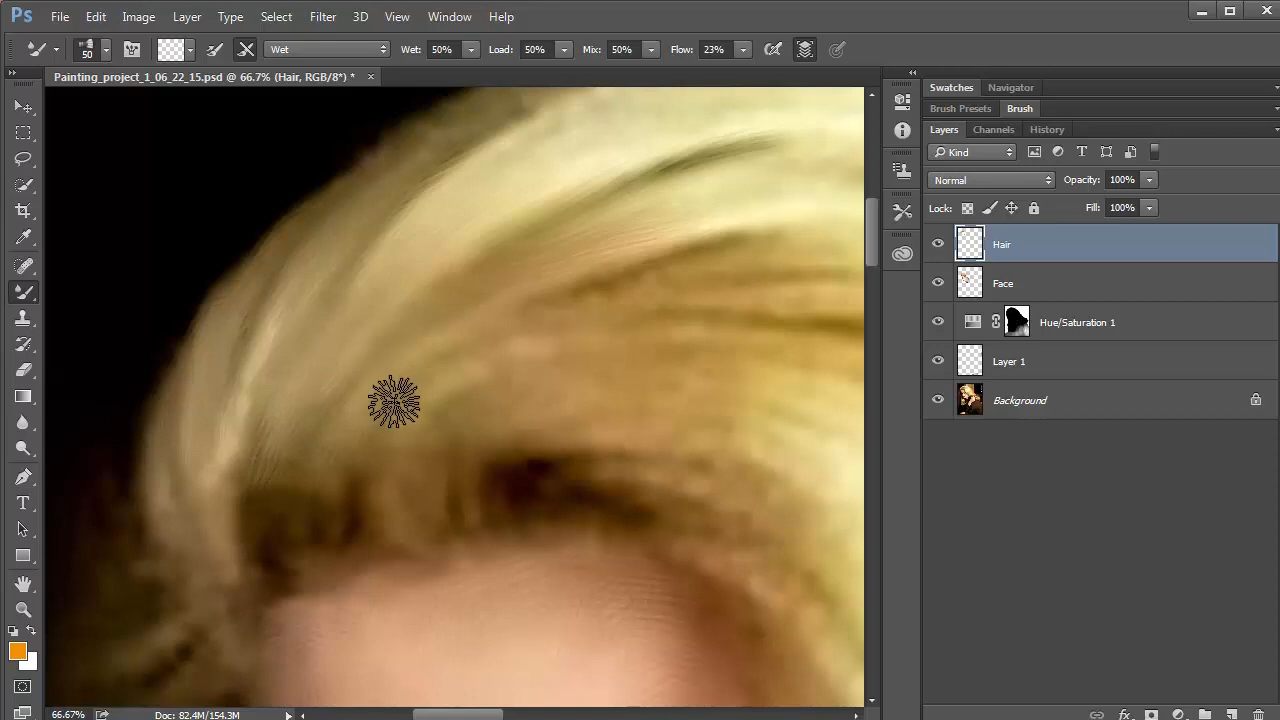 Ps File Edit Image Layer Type Select Filter 3D View Window Help
50 Wet Wet: 50% Load: 50% Mix: 50% Flow: 23%
Painting_project_1_06_22_15.psd @ 66.7% (Hair, RGB/8*) *
Swatches Navigator
Brush Presets Brush
Layers Channels History
Kind
Normal Opacity: 100%
Lock: Fill: 100%
Hair
Face
Hue/Saturation 1
Layer 1
Background
66.67% Doc: 82.4M/154.3M